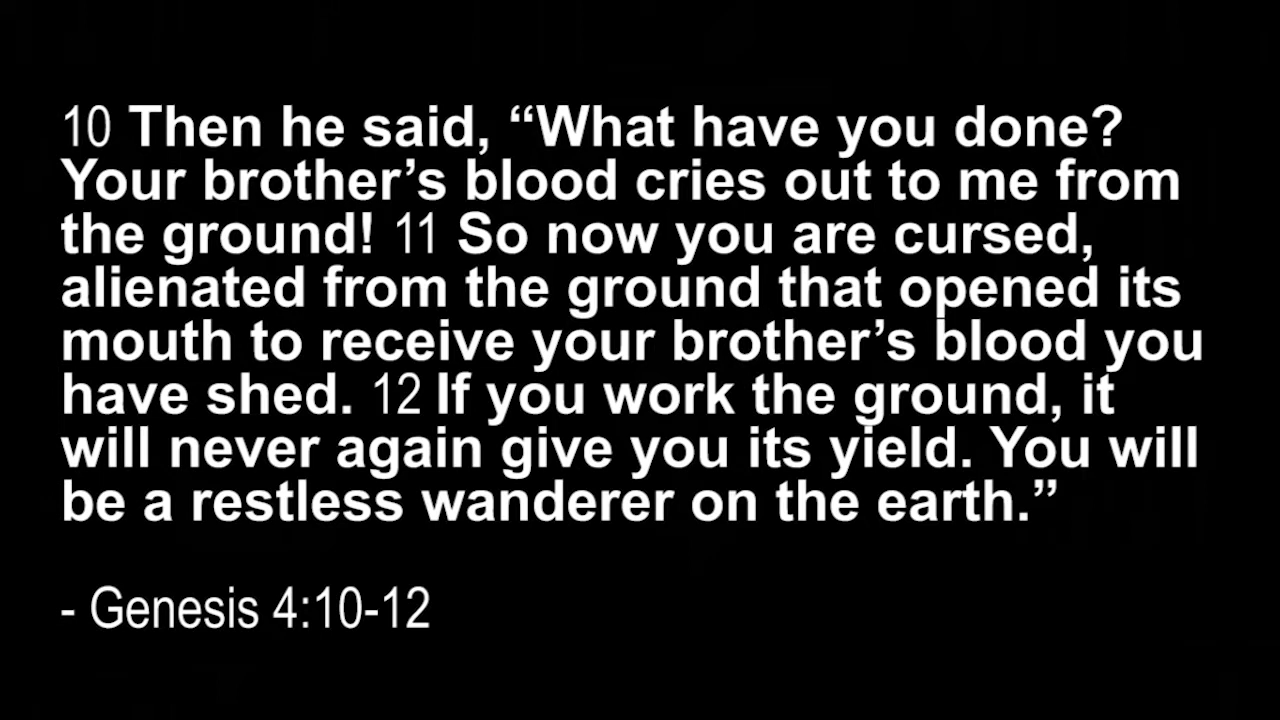 10 Then he said, “What have you done?
Your brother’s blood cries out to me from
the ground! 11 So now you are cursed,
alienated from the ground that opened its
mouth to receive your brother’s blood you
have shed. 12 If you work the ground, it
will never again give you its yield. You will
be a restless wanderer on the earth.”
- Genesis 4:10-12